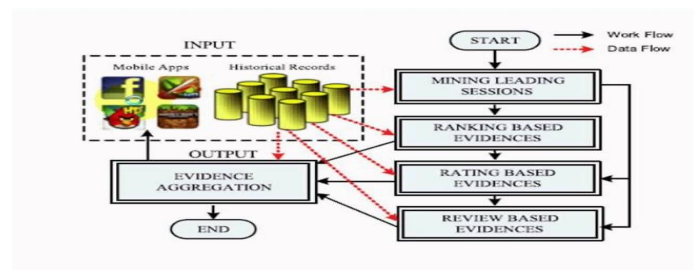 INPUT
Mobile Apps
Historical Records
START
Work Flow
Data Flow
MINING LEADING
SESSIONS
RANKING BASED
EVIDENCES
OUTPUT
EVIDENCE
AGGREGATION
RATING BASED
EVIDENCES
END
REVIEW BASED
EVIDENCES